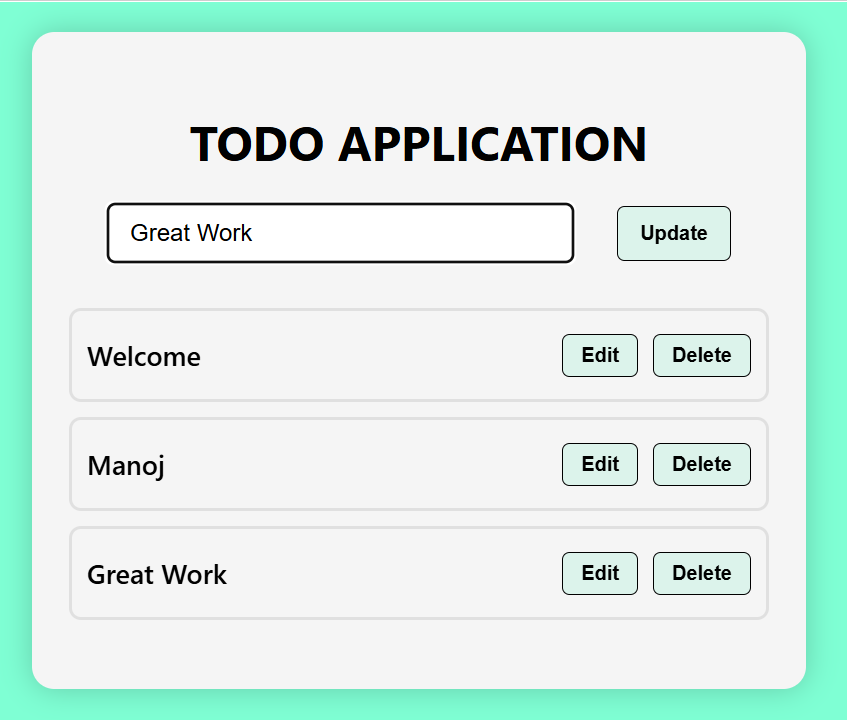 TODO APPLICATION
Great Work Update
Welcome Edit Delete
Manoj Edit Delete
Great Work Edit Delete